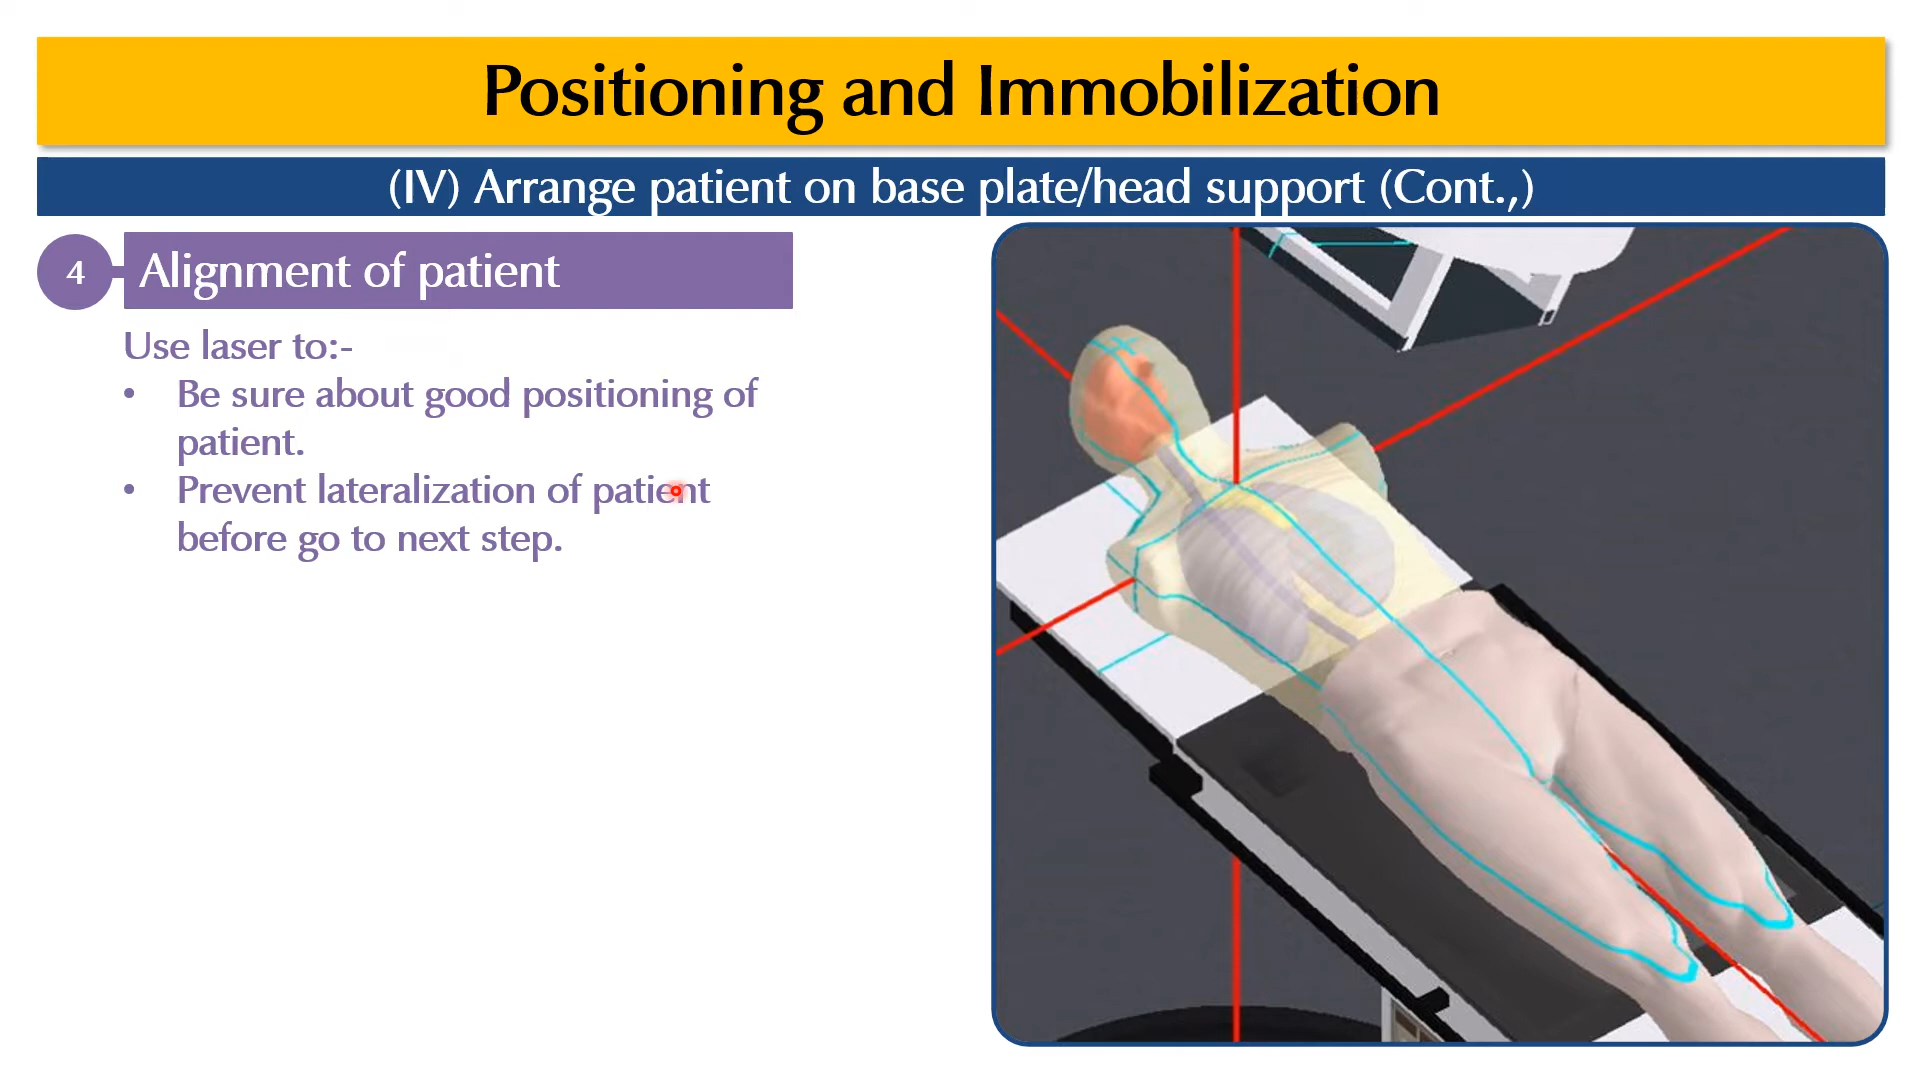 Positioning and Immobilization
(IV) Arrange patient on base plate/head support (Cont.,)
4
Alignment of patient
Use laser to:-
• Be sure about good positioning of
patient.
• Prevent lateralization of patient
before go to next step.